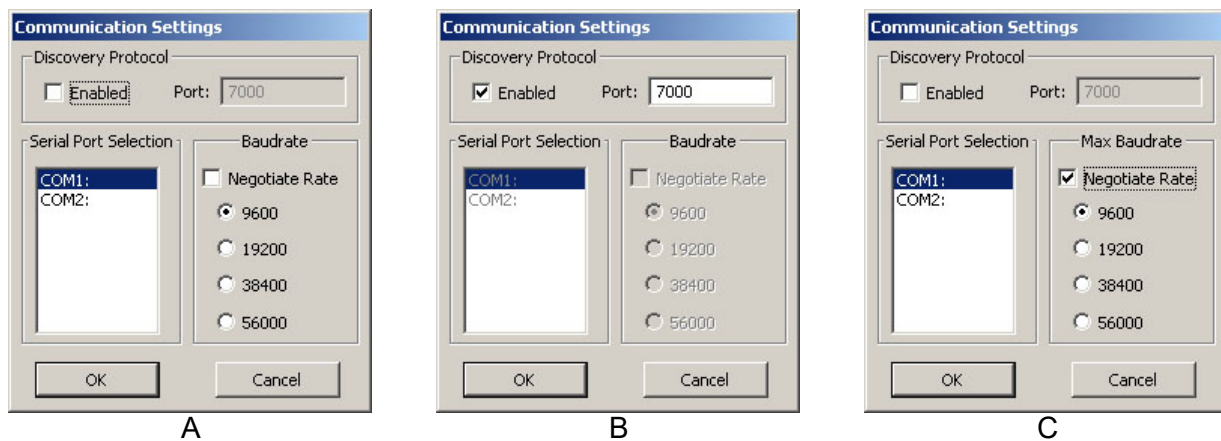 Communication Settings
Discovery Protocol
Enabled Port: 7000
Serial Port Selection
COM1:
COM2:
Baudrate
Negotiate Rate
9600
19200
38400
56000
OK Cancel
A
Communication Settings
Discovery Protocol
Enabled Port: 7000
Serial Port Selection
COM1:
COM2:
Baudrate
Negotiate Rate
9600
19200
38400
56000
OK Cancel
B
Communication Settings
Discovery Protocol
Enabled Port: 7000
Serial Port Selection
COM1:
COM2:
Max Baudrate
Negotiate Rate
9600
19200
38400
56000
OK Cancel
C